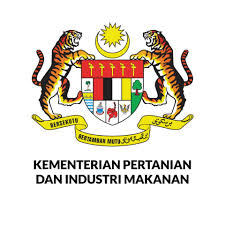 BERSEKUTU
BERTAMBAH MUTU
KEMENTERIAN PERTANIAN
DAN INDUSTRI MAKANAN